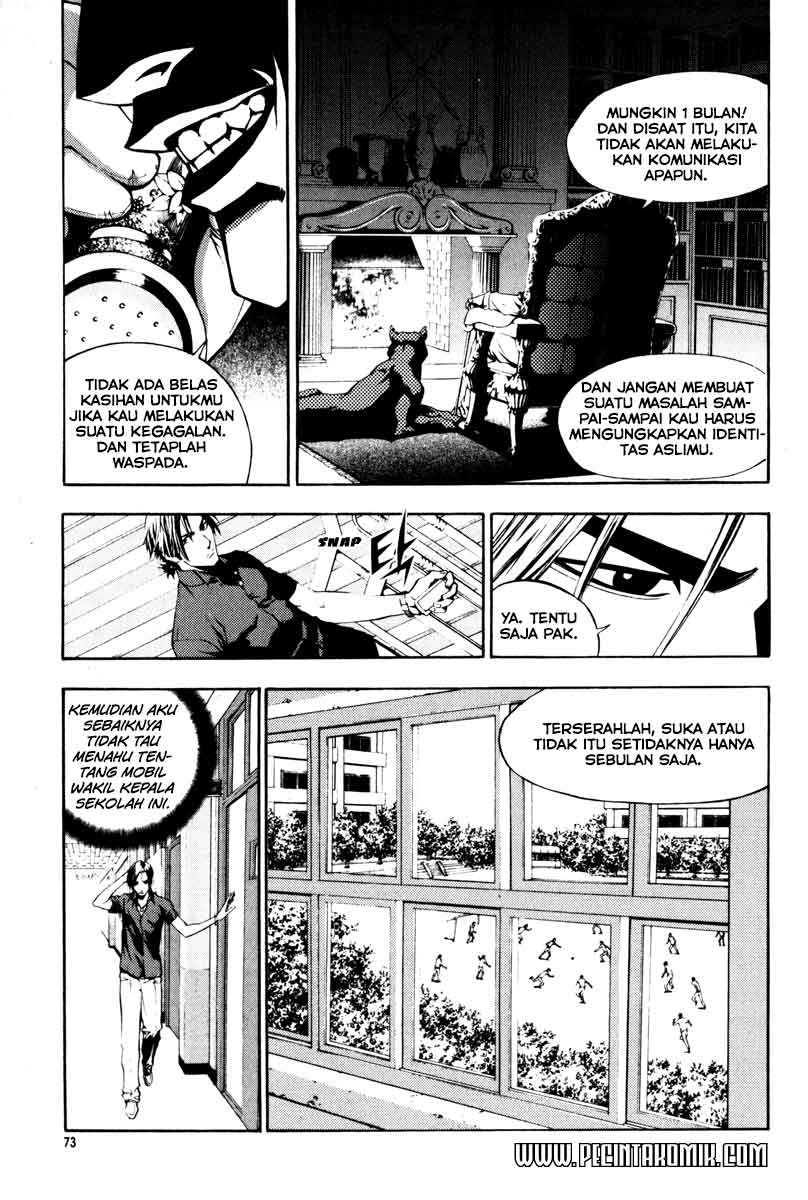 MUNGKIN 1 BULAN!
DAN DISAAT ITU, KITA
TIDAK AKAN MELAKU-
KAN KOMUNIKASI
APAPUN.
DAN JANGAN MEMBUAT
SUATU MASALAH SAM-
PAI-SAMPAI KAU HARUS
MENGUNGKAPKAN IDENTI-
TAS ASLIMU.
TIDAK ADA BELAS
KASIHAN UNTUKMU
JIKA KAU MELAKUKAN
SUATU KEGAGALAN.
DAN TETAPLAH
WASPADA.
SNAP
YA. TENTU
SAJA PAK.
KEMUDIAN AKU
SEBAIKNYA
TIDAK TAU
MENAHU TEN-
TANG MOBIL
WAKIL KEPALA
SEKOLAH INI.
TERSERAHLAH, SUKA ATAU
TIDAK ITU SETIDAKNYA HANYA
SEBULAN SAJA.
73
WWW.PECINTAKOMIK.COM